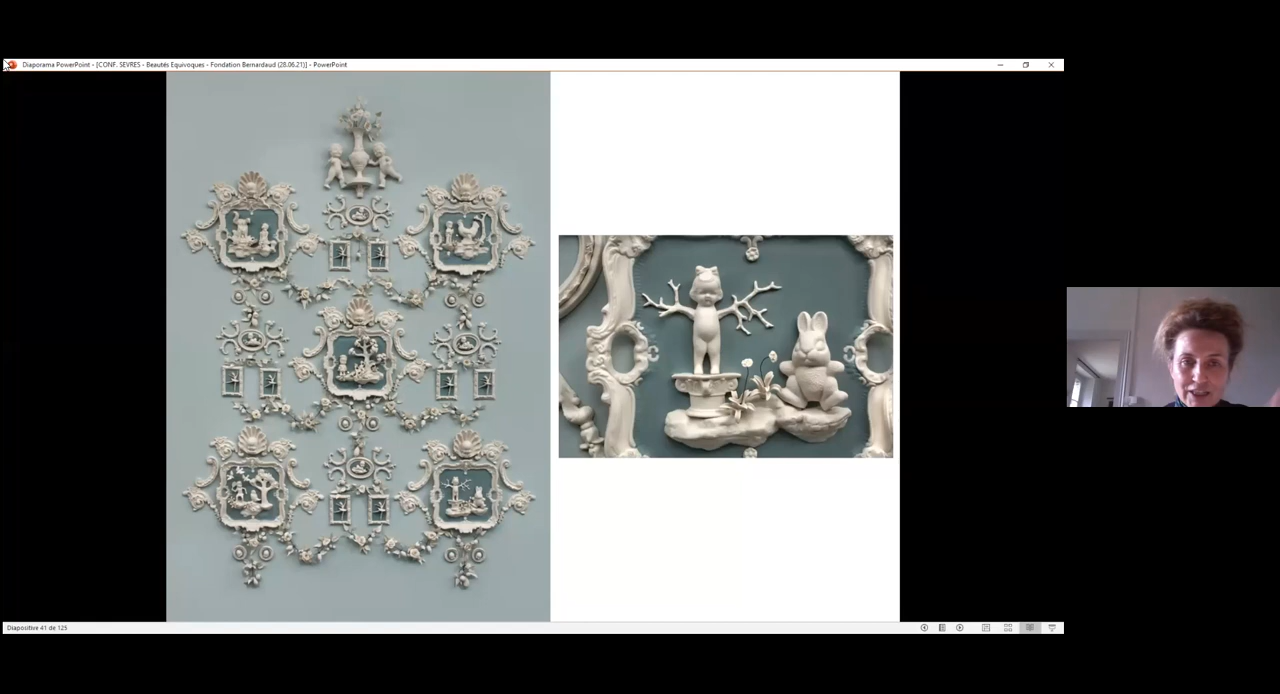 Diaporama PowerPoint - [CONF. SEVRES - Beautés Equivoques - Fondation Bernardaud (28.06.21)] - PowerPoint
Diapositive 41 de 125